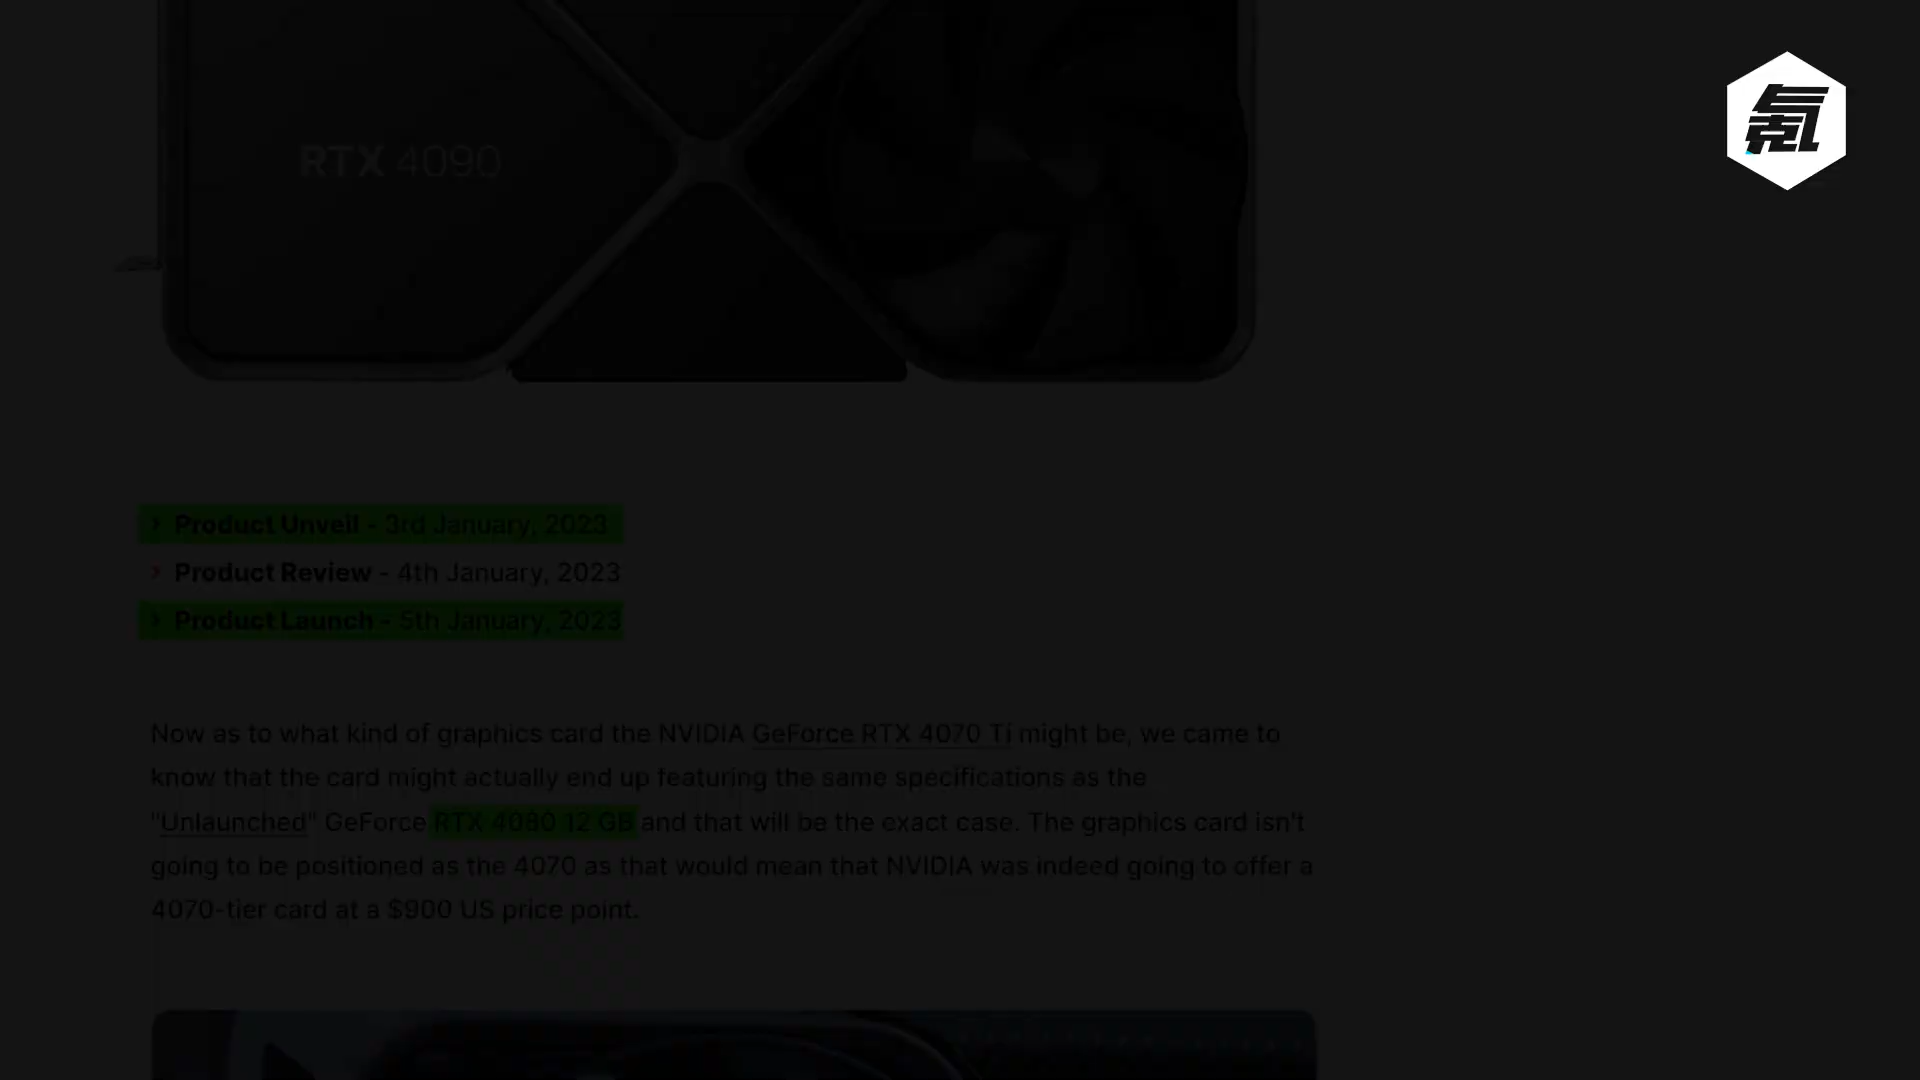 氪
RTX 4090
› Product Unveil - 3rd January, 2023
› Product Review - 4th January, 2023
› Product Launch - 5th January, 2023
Now as to what kind of graphics card the NVIDIA GeForce RTX 4070 Ti might be, we came to
know that the card might actually end up featuring the same specifications as the
"Unlaunched" GeForce RTX 4080 12 GB and that will be the exact case. The graphics card isn't
going to be positioned as the 4070 as that would mean that NVIDIA was indeed going to offer a
4070-tier card at a $900 US price point.